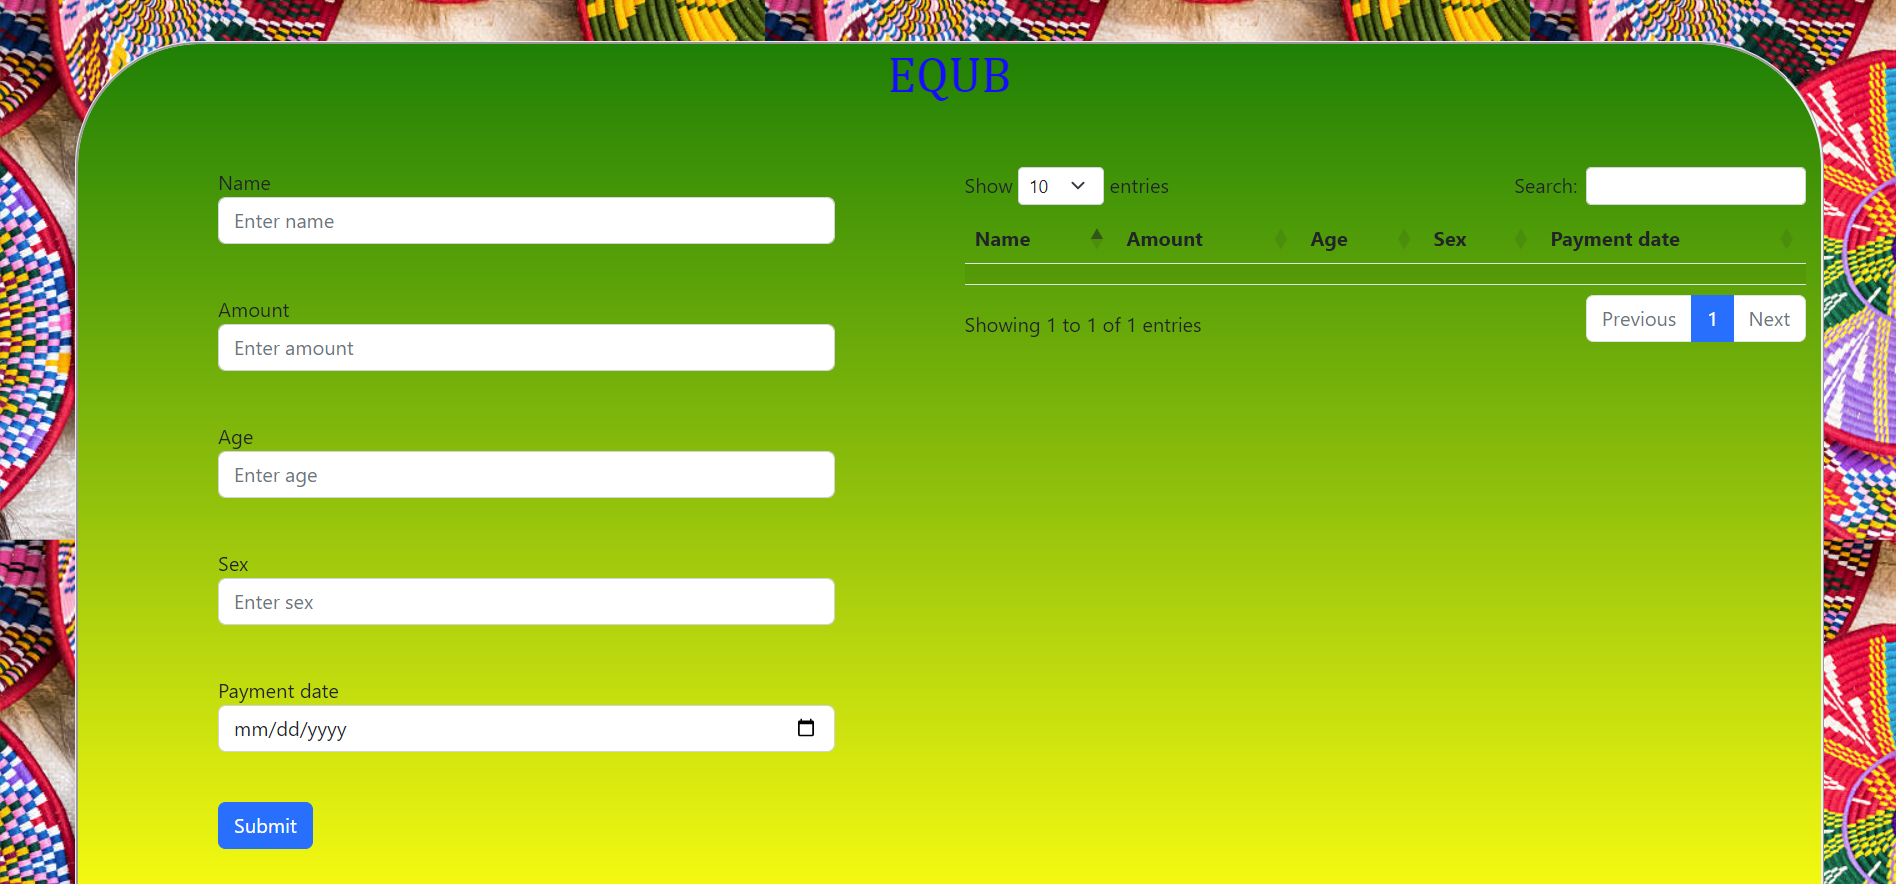 EQUB
Name
Enter name
Amount
Enter amount
Age
Enter age
Sex
Enter sex
Payment date
mm/dd/yyyy
Submit
Show 10 entries
Search:
Name Amount Age Sex Payment date
Showing 1 to 1 of 1 entries
Previous 1 Next